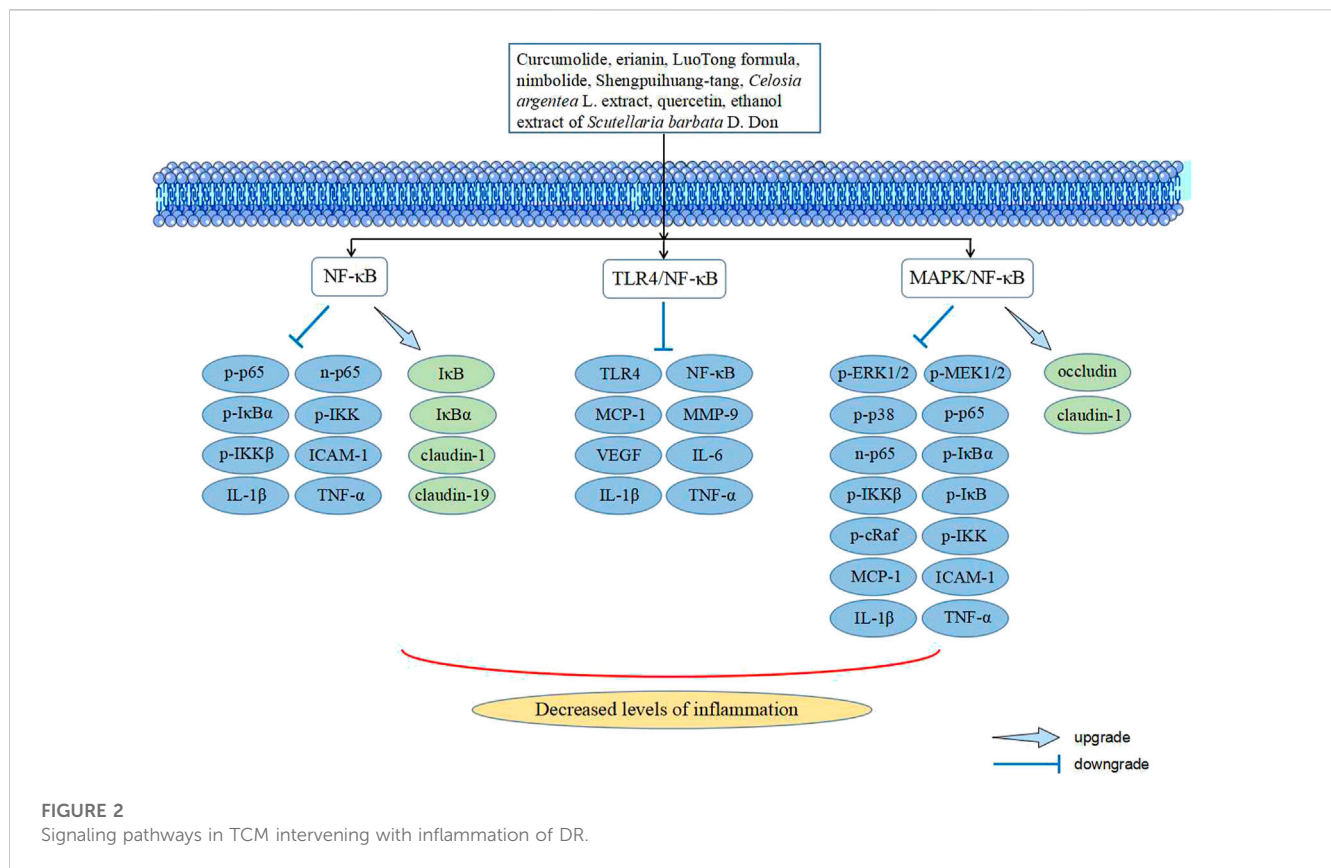 Curcumolide, erianin, LuoTong formula,
nimbolide, Shengpuihuang-tang, Celosia
argentea L. extract, quercetin, ethanol
extract of Scutellaria barbata D. Don
NF-κB
TLR4/NF-κB
MAPK/NF-κB
p-p65
n-p65
IκB
p-IκBα
p-IKK
IκBα
p-IKKβ
ICAM-1
claudin-1
IL-1β
TNF-α
claudin-19
TLR4
NF-κB
MCP-1
MMP-9
VEGF
IL-6
IL-1β
TNF-α
p-ERK1/2
p-MEK1/2
occludin
p-p38
p-p65
claudin-1
n-p65
p-IκBα
p-IKKβ
p-IκB
p-cRaf
p-IKK
MCP-1
ICAM-1
IL-1β
TNF-α
Decreased levels of inflammation
upgrade
downgrade
FIGURE 2
Signaling pathways in TCM intervening with inflammation of DR.